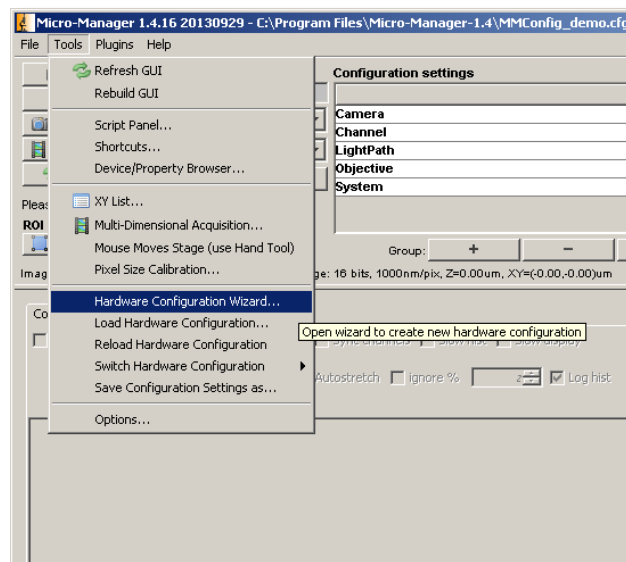 Micro-Manager 1.4.16 20130929 - C:\Program Files\Micro-Manager-1.4\MMConfig_demo.cfg
File Tools Plugins Help
Refresh GUI
Rebuild GUI
Script Panel...
Shortcuts...
Device/Property Browser...
XY List...
Multi-Dimensional Acquisition...
Mouse Moves Stage (use Hand Tool)
Pixel Size Calibration...
Hardware Configuration Wizard...
Load Hardware Configuration...
Reload Hardware Configuration
Switch Hardware Configuration
Save Configuration Settings as...
Options...
Open wizard to create new hardware configuration
Configuration settings
Camera
Channel
LightPath
Objective
System
ROI
Group: + -
16 bits, 1000nm/pix, Z=0.00um, XY=(-0.00,-0.00)um
Autostretch ignore % Log hist